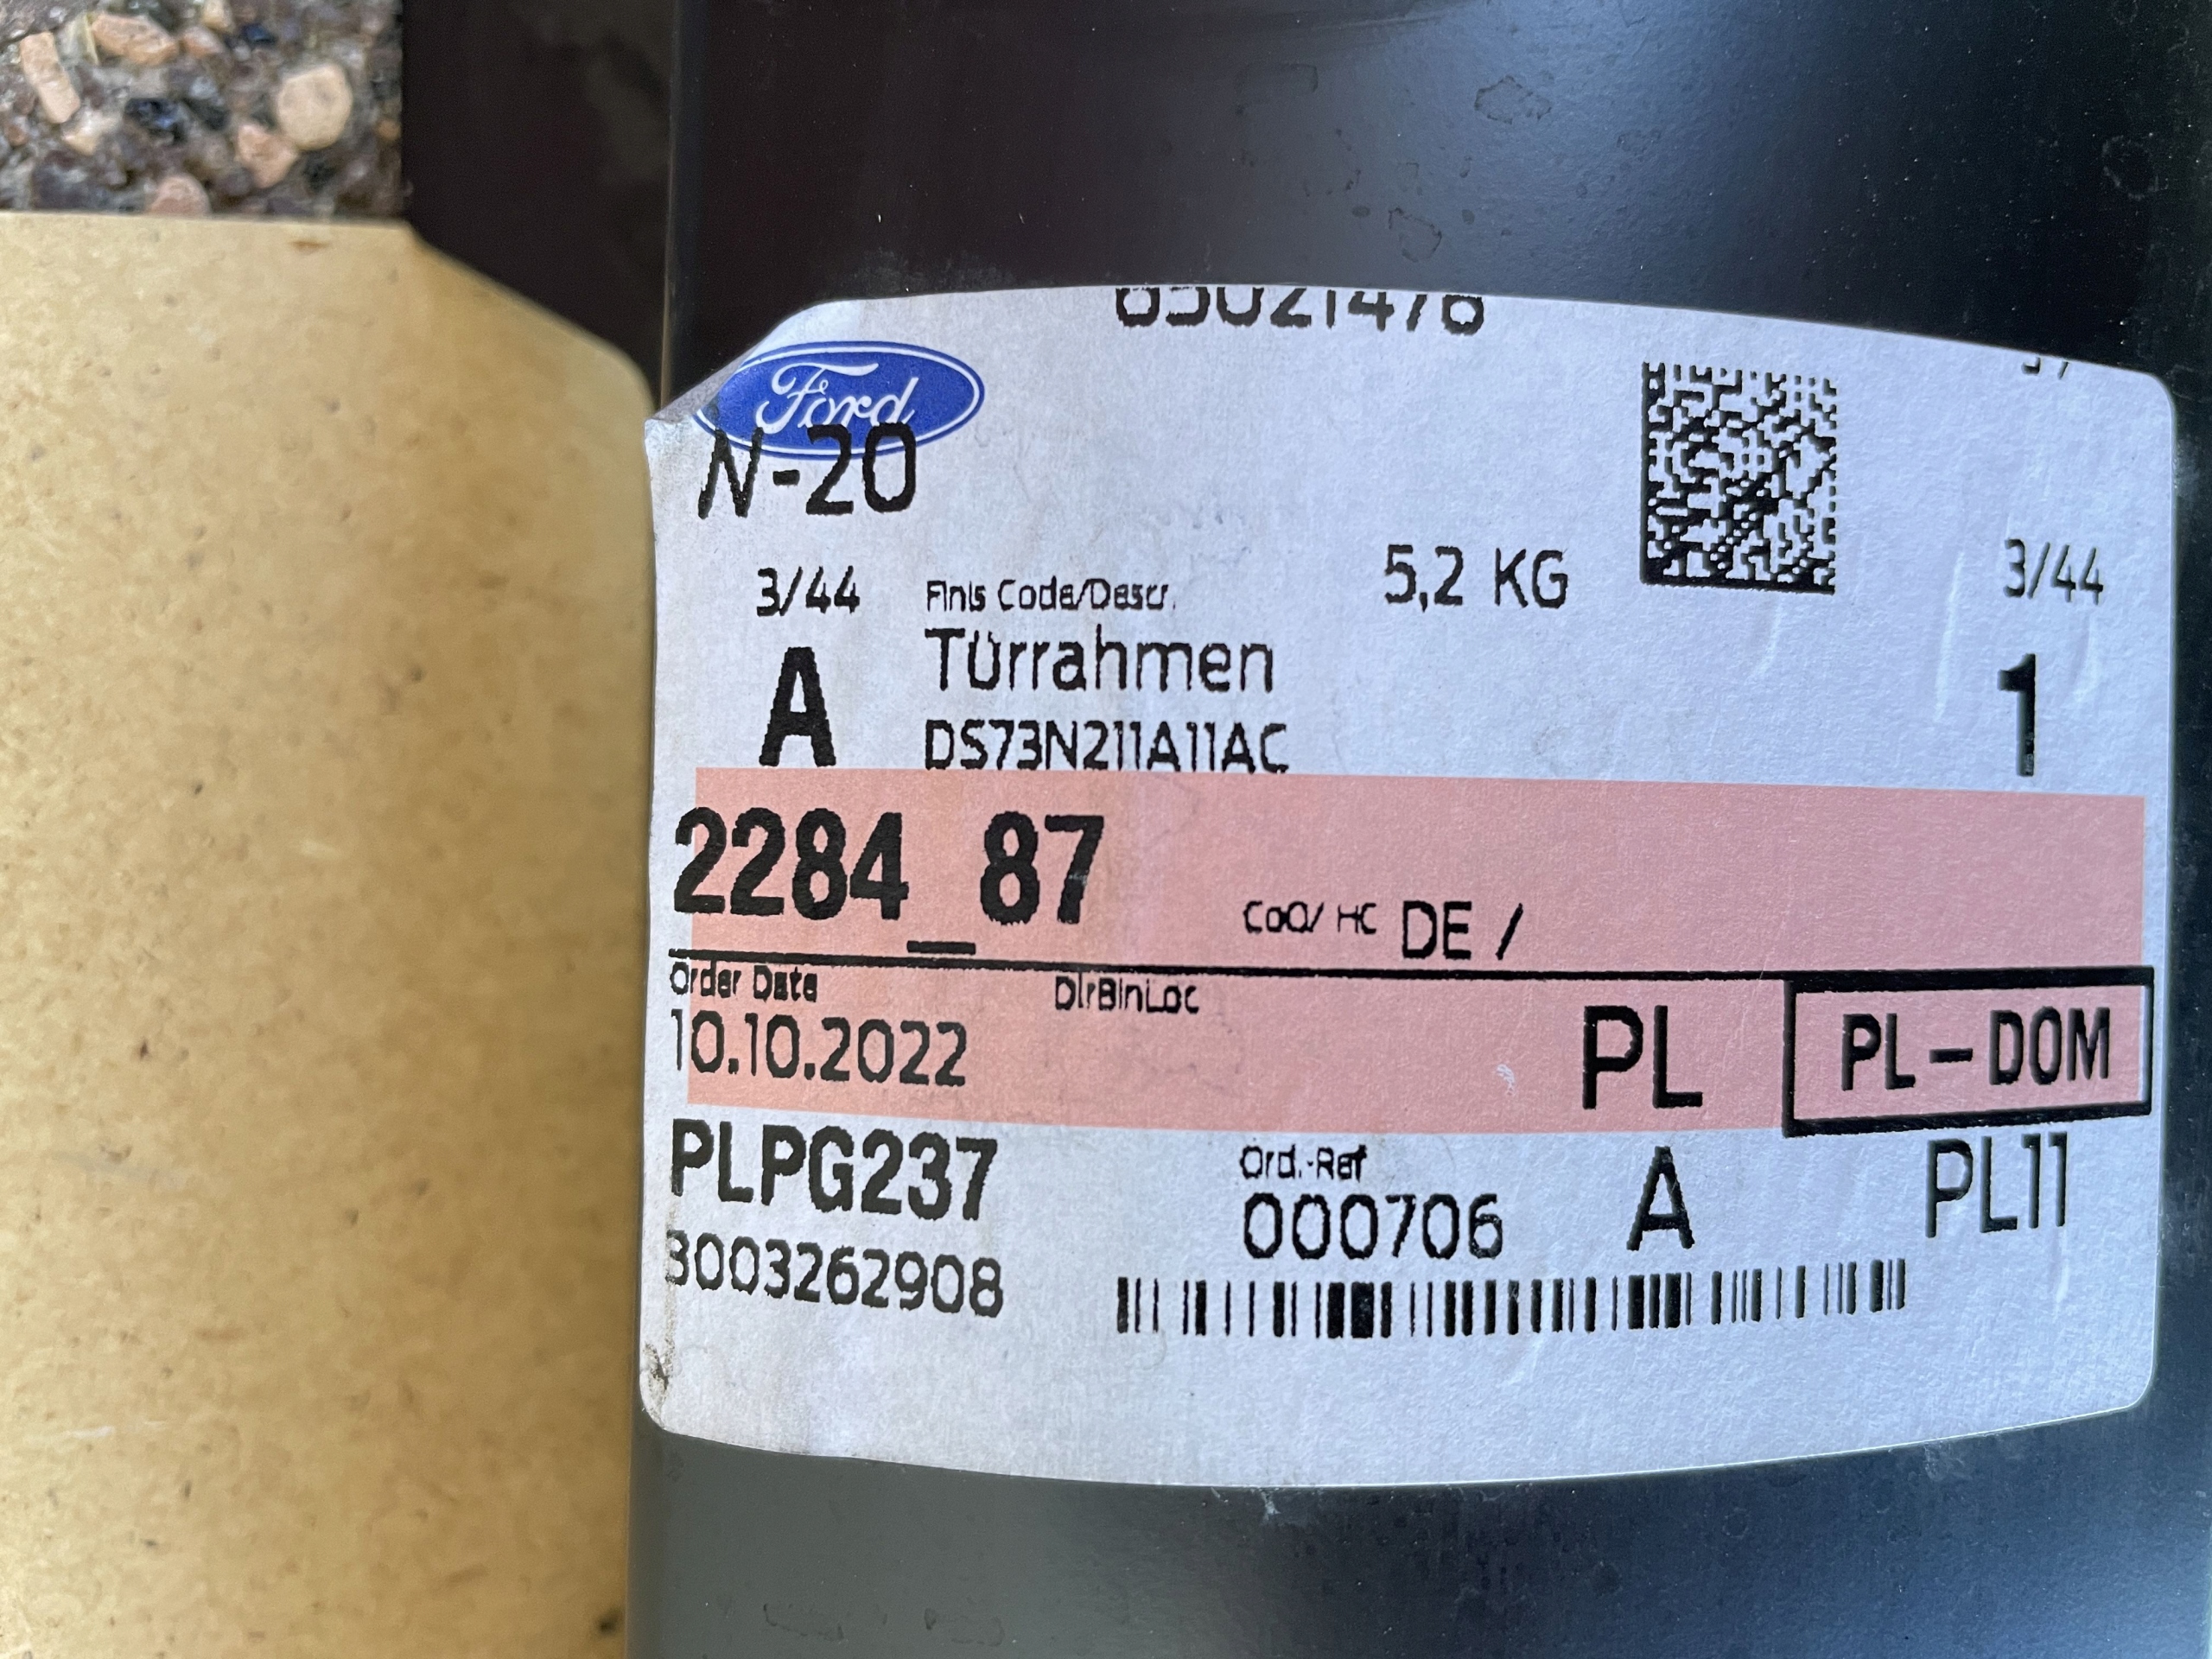 65021476
Ford
N-20
3/44 Finis Code/Descr. 5,2 KG 3/44
A Türrahmen 1
DS73N211A11AC
2284_87 CoO/ HC DE /
Order Date DlrBinLoc
10.10.2022 PL PL-DOM
PLPG237 Ord.-Ref A PL11
3003262908 000706